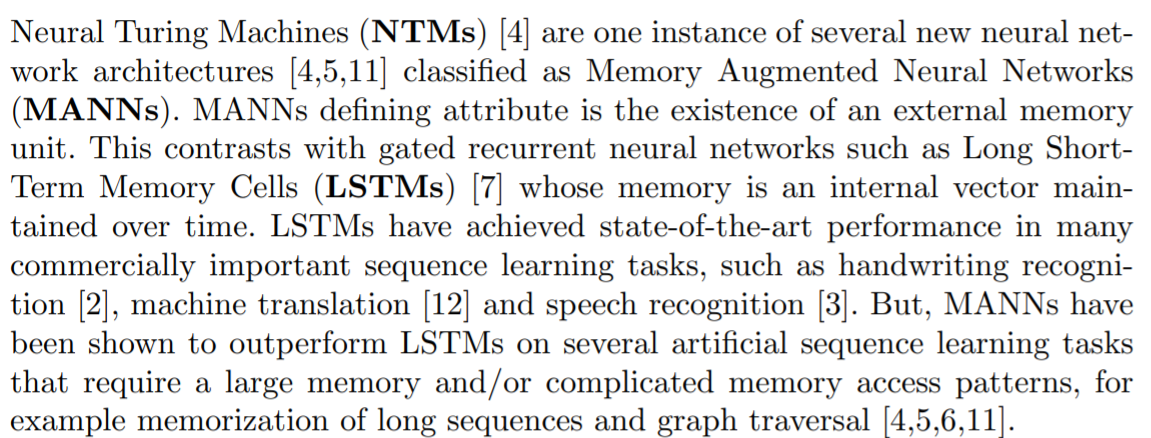 Neural Turing Machines (NTMs) [4] are one instance of several new neural net-
work architectures [4,5,11] classified as Memory Augmented Neural Networks
(MANNs). MANNs defining attribute is the existence of an external memory
unit. This contrasts with gated recurrent neural networks such as Long Short-
Term Memory Cells (LSTMs) [7] whose memory is an internal vector main-
tained over time. LSTMs have achieved state-of-the-art performance in many
commercially important sequence learning tasks, such as handwriting recogni-
tion [2], machine translation [12] and speech recognition [3]. But, MANNs have
been shown to outperform LSTMs on several artificial sequence learning tasks
that require a large memory and/or complicated memory access patterns, for
example memorization of long sequences and graph traversal [4,5,6,11].